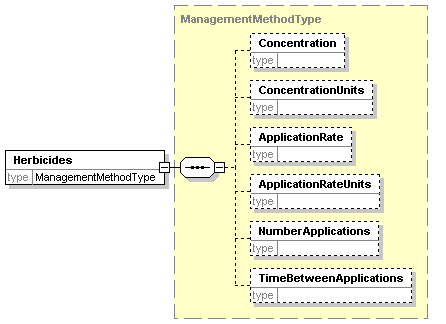 ManagementMethodType
Concentration
type
ConcentrationUnits
type
ApplicationRate
type
Herbicides
type ManagementMethodType
ApplicationRateUnits
type
NumberApplications
type
TimeBetweenApplications
type